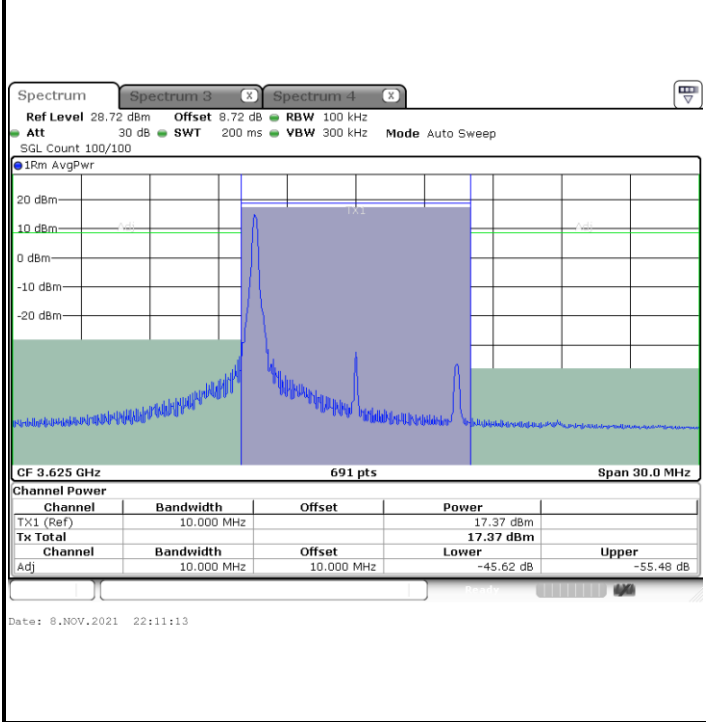 Spectrum Spectrum 3 X Spectrum 4 X
Ref Level 28.72 dBm Offset 8.72 dB RBW 100 kHz
Att 30 dB SWT 200 ms VBW 300 kHz Mode Auto Sweep
SGL Count 100/100
1Rm AvgPwr
20 dBm
TX1
10 dBm Adj Adj
0 dBm
-10 dBm
-20 dBm
CF 3.625 GHz 691 pts Span 30.0 MHz
Channel Power
Channel Bandwidth Offset Power
TX1 (Ref) 10.000 MHz 17.37 dBm
Tx Total 17.37 dBm
Channel Bandwidth Offset Lower Upper
Adj 10.000 MHz 10.000 MHz -45.62 dB -55.48 dB
Ready
Date: 8.NOV.2021 22:11:13